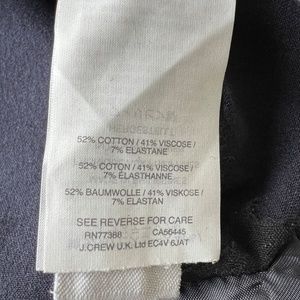 52% COTTON / 41% VISCOSE /
7% ELASTANE
52% COTON / 41% VISCOSE /
7% ELASTHANNE
52% BAUMWOLLE / 41% VISKOSE /
7% ELASTAN
SEE REVERSE FOR CARE
RN77388 CA56445
J.CREW U.K. Ltd EC4V 6JAT